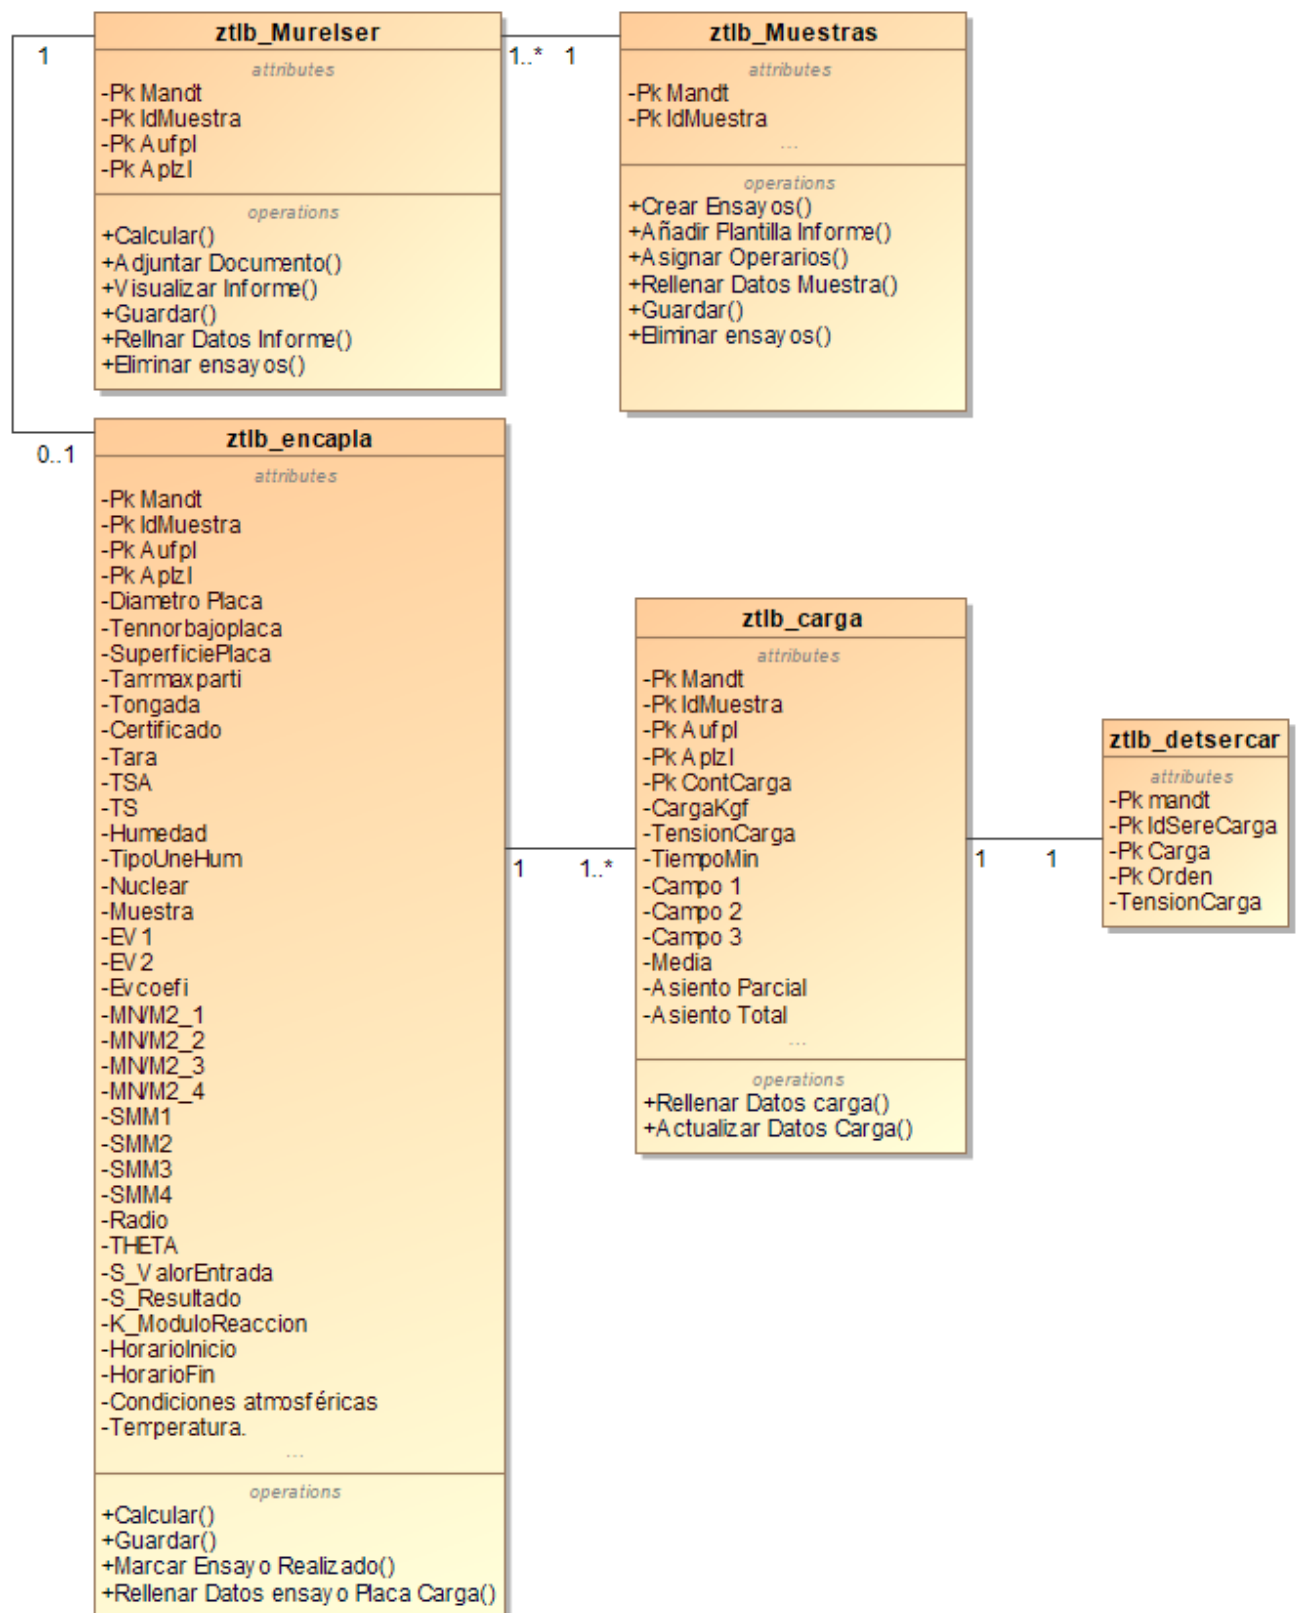 ztlb_Murelser
attributes
-Pk Mandt
-Pk IdMuestra
-Pk Aufpl
-Pk Aplzl
operations
+Calcular()
+Adjuntar Documento()
+Visualizar Informe()
+Guardar()
+Rellnar Datos Informe()
+Eliminar ensayos()
1
1..*
1
ztlb_Muestras
attributes
-Pk Mandt
-Pk IdMuestra
...
operations
+Crear Ensayos()
+Añadir Plantilla Informe()
+Asignar Operarios()
+Rellenar Datos Muestra()
+Guardar()
+Eliminar ensayos()
0..1
ztlb_encapla
attributes
-Pk Mandt
-Pk IdMuestra
-Pk Aufpl
-Pk Aplzl
-Diametro Placa
-Tennorbajoplaca
-SuperficiePlaca
-Tammaxparti
-Tongada
-Certificado
-Tara
-TSA
-TS
-Humedad
-TipoUneHum
-Nuclear
-Muestra
-EV1
-EV2
-Evcoefi
-MN/M2_1
-MN/M2_2
-MN/M2_3
-MN/M2_4
-SMM1
-SMM2
-SMM3
-SMM4
-Radio
-THETA
-S_ValorEntrada
-S_Resultado
-K_ModuloReaccion
-HorarioInicio
-HorarioFin
-Condiciones atmosféricas
-Temperatura.
...
operations
+Calcular()
+Guardar()
+Marcar Ensayo Realizado()
+Rellenar Datos ensayo Placa Carga()
1
1..*
ztlb_carga
attributes
-Pk Mandt
-Pk IdMuestra
-Pk Aufpl
-Pk Aplzl
-Pk ContCarga
-CargaKgf
-TensionCarga
-TiempoMin
-Campo 1
-Campo 2
-Campo 3
-Media
-Asiento Parcial
-Asiento Total
...
operations
+Rellenar Datos carga()
+Actualizar Datos Carga()
1
1
ztlb_detsercar
attributes
-Pk mandt
-Pk IdSereCarga
-Pk Carga
-Pk Orden
-TensionCarga